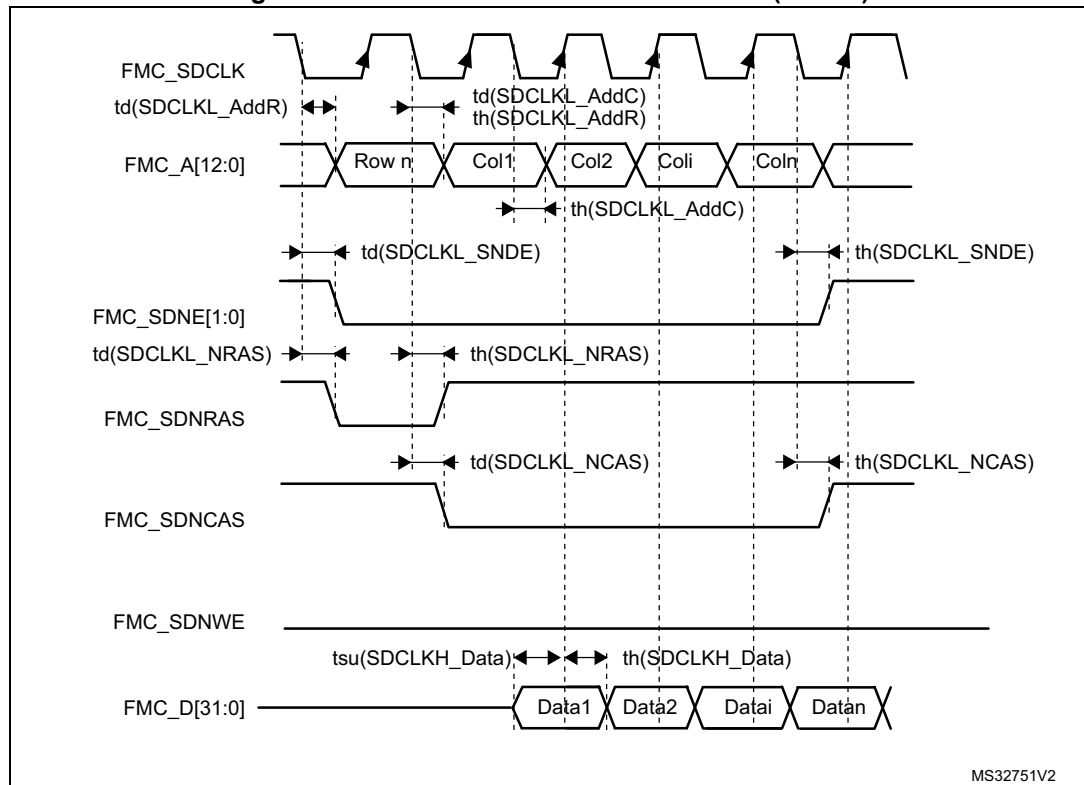 FMC_SDCLK
td(SDCLKL_AddR)
td(SDCLKL_AddC)
th(SDCLKL_AddR)
FMC_A[12:0]
Row n
Col1
Col2
Coli
Coln
th(SDCLKL_AddC)
td(SDCLKL_SNDE)
th(SDCLKL_SNDE)
FMC_SDNE[1:0]
td(SDCLKL_NRAS)
th(SDCLKL_NRAS)
FMC_SDNRAS
td(SDCLKL_NCAS)
th(SDCLKL_NCAS)
FMC_SDNCAS
FMC_SDNWE
tsu(SDCLKH_Data)
th(SDCLKH_Data)
FMC_D[31:0]
Data1
Data2
Datai
Datan
MS32751V2